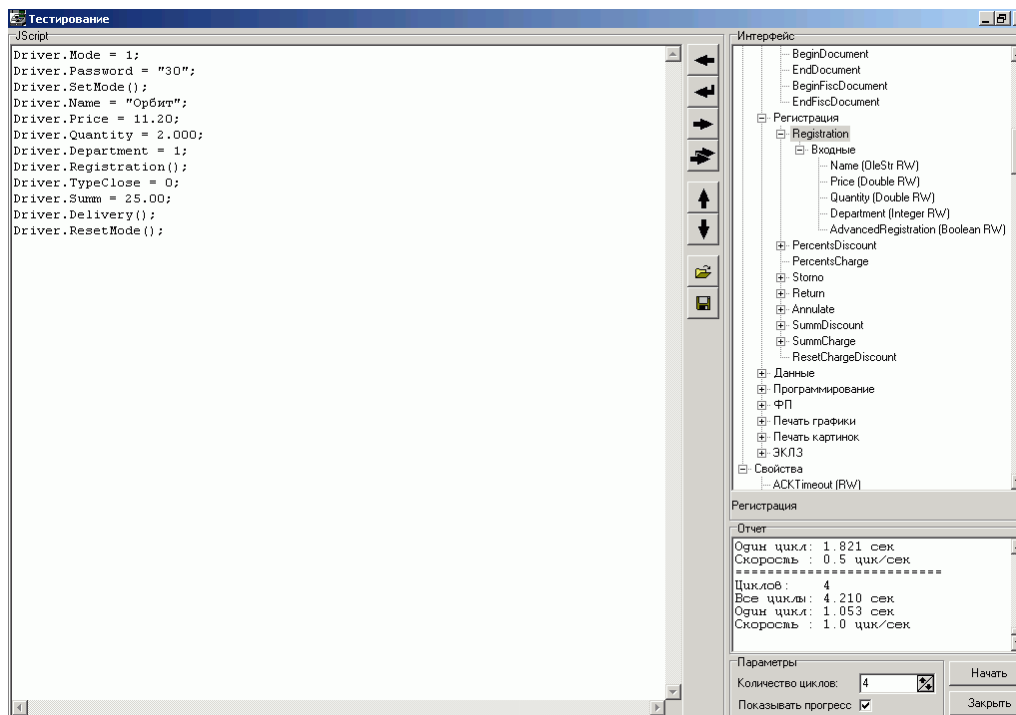 Тестирование
JScript
Driver.Mode = 1;
Driver.Password = "30";
Driver.SetMode();
Driver.Name = "Орбит";
Driver.Price = 11.20;
Driver.Quantity = 2.000;
Driver.Department = 1;
Driver.Registration();
Driver.TypeClose = 0;
Driver.Summ = 25.00;
Driver.Delivery();
Driver.ResetMode();
Интерфейс
BeginDocument
EndDocument
BeginFiscDocument
EndFiscDocument
Регистрация
Registration
Входные
Name (OleStr RW)
Price (Double RW)
Quantity (Double RW)
Department (Integer RW)
AdvancedRegistration (Boolean RW)
PercentsDiscount
PercentsCharge
Storno
Return
Annulate
SummDiscount
SummCharge
ResetChargeDiscount
Данные
Программирование
ФП
Печать графики
Печать картинок
ЭКЛЗ
Свойства
ACKTimeout (RW)
Регистрация
Отчет
Один цикл: 1.821 сек
Скорость : 0.5 цик/сек
==========================
Циклов: 4
Все циклы: 4.210 сек
Один цикл: 1.053 сек
Скорость : 1.0 цик/сек
Параметры
Количество циклов: 4
Показывать прогресс
Начать
Закрыть